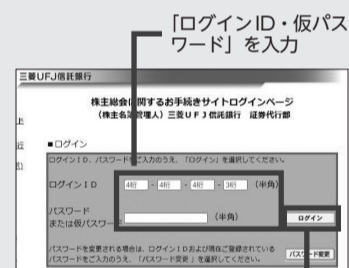 「ログインID・仮パス
ワード」を入力
三菱UFJ信託銀行
株主総会に関するお手続きサイトログインページ
(株主名簿管理人) 三菱UFJ信託銀行 証券代行部
■ログイン
ログインID、パスワードをご入力のうえ、「ログイン」を選択してください。
ログインID 4桁 - 4桁 - 4桁 - 3桁 (半角)
パスワード
または仮パスワード (半角) ログイン
パスワードを変更される場合は、ログインIDおよび現在ご登録されている
パスワードをご入力のうえ、「パスワード変更」を選択してください。 パスワード変更